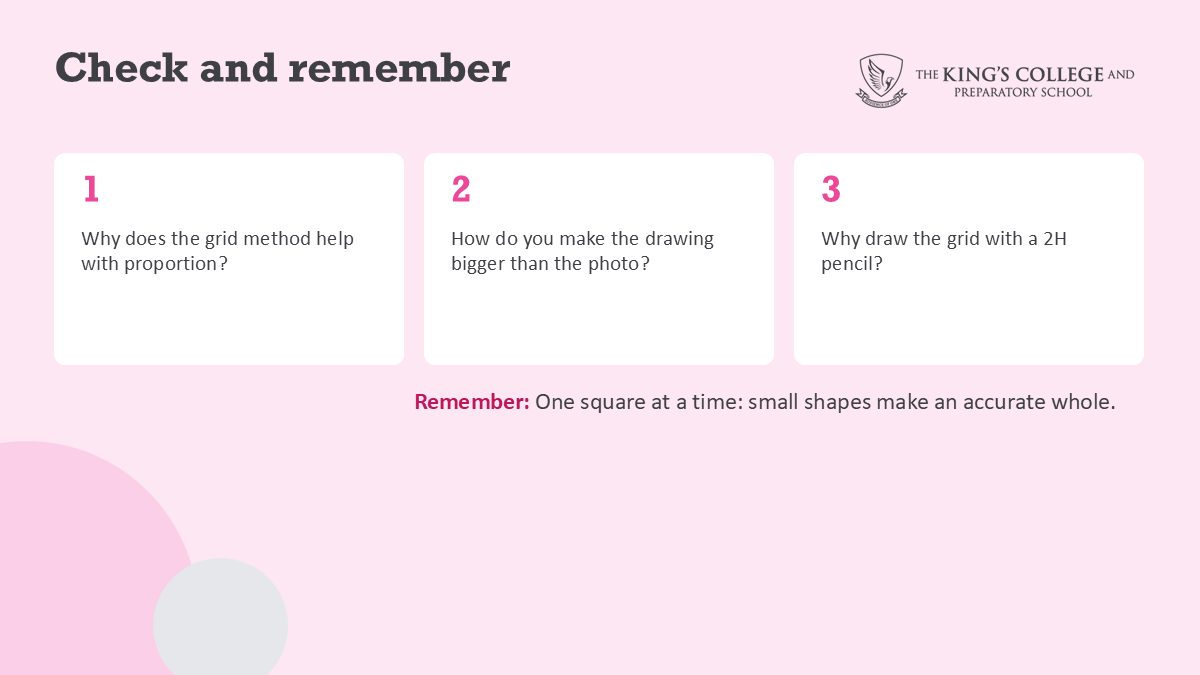 Check and remember
THE KING'S COLLEGE AND
PREPARATORY SCHOOL
1
Why does the grid method help
with proportion?
2
How do you make the drawing
bigger than the photo?
3
Why draw the grid with a 2H
pencil?
Remember: One square at a time: small shapes make an accurate whole.